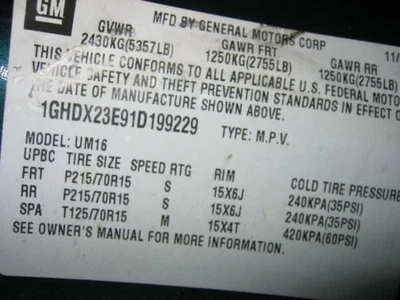 GM
MFD BY GENERAL MOTORS CORP 11/
GVWR GAWR FRT GAWR RR
2430KG(5357LB) 1250KG(2755LB) 1250KG(2755LB)
THIS VEHICLE CONFORMS TO ALL APPLICABLE U.S. FEDERAL MOTO
VEHICLE SAFETY AND THEFT PREVENTION STANDARDS IN EFFECT O
THE DATE OF MANUFACTURE SHOWN ABOVE.
1GHDX23E91D199229 TYPE: M.P.V.
MODEL: UM16
UPBC TIRE SIZE SPEED RTG RIM COLD TIRE PRESSURE
FRT P215/70R15 S 15X6J 240KPA(35PSI)
RR P215/70R15 S 15X6J 240KPA(35PSI)
SPA T125/70R15 M 15X4T 420KPA(60PSI)
SEE OWNER'S MANUAL FOR MORE INFORMATION.